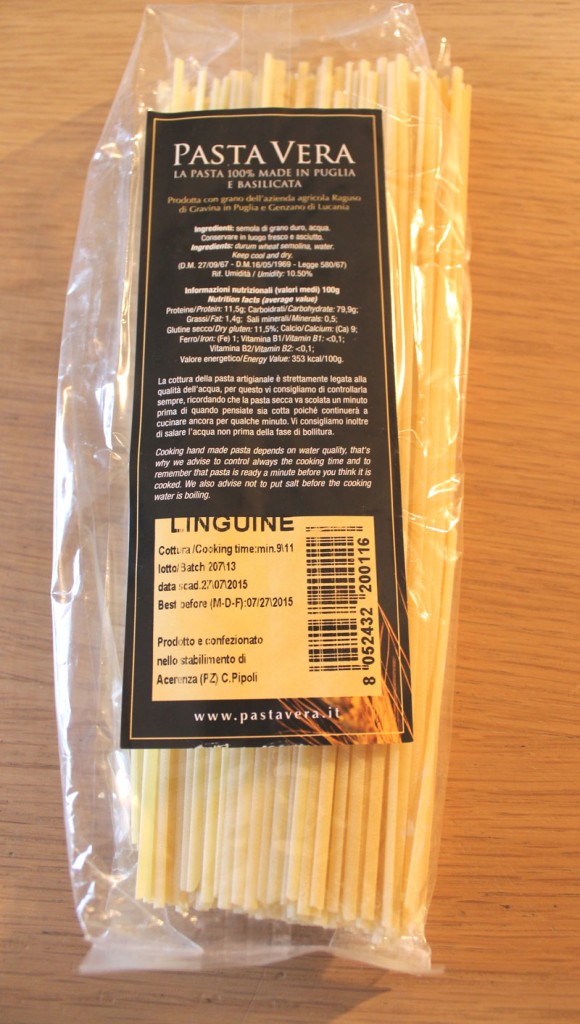 PASTA VERA
LA PASTA 100% MADE IN PUGLIA
E BASILICATA
Prodotta con grano dell'azienda agricola Raguso
di Gravina in Puglia e Genzano di Lucania
Ingredienti: semola di grano duro, acqua.
Conservare in luogo fresco e asciutto.
Ingredients: durum wheat semolina, water.
Keep cool and dry.
(D.M. 27/09/67 - D.M.16/05/1969 - Legge 580/67)
Rif. Umidità / Umidity: 10.50%
Informazioni nutrizionali (valori medi) 100g
Nutrition facts (average value)
Proteine/Protein: 11,5g; Carboidrati/Carbohydrate: 79,9g;
Grassi/Fat: 1,4g; Sali minerali/Minerals: 0,5;
Glutine secco/Dry gluten: 11,5%; Calcio/Calcium: (Ca) 9;
Ferro/Iron: (Fe) 1; Vitamina B1/Vitamin B1: <0,1;
Vitamina B2/Vitamin B2: <0,1;
Valore energetico/Energy Value: 353 kcal/100g.
La cottura della pasta artigianale è strettamente legata alla
qualità dell'acqua, per questo vi consigliamo di controllarla
sempre, ricordando che la pasta secca va scolata un minuto
prima di quando pensiate sia cotta poiché continuerà a
cucinare ancora per qualche minuto. Vi consigliamo inoltre
di salare l'acqua non prima della fase di bollitura.
Cooking hand made pasta depends on water quality, that's
why we advise to control always the cooking time and to
remember that pasta is ready a minute before you think it is
cooked. We also advise not to put salt before the cooking
water is boiling.
LINGUINE
Cottura/Cooking time:min.9\11
lotto/Batch 207\13
data scad.27\07\2015
Best before (M-D-F):07/27\2015
Prodotto e confezionato
nello stabilimento di
Acerenza (PZ) C.Pipoli
8 052432 200116
www.pastavera.it